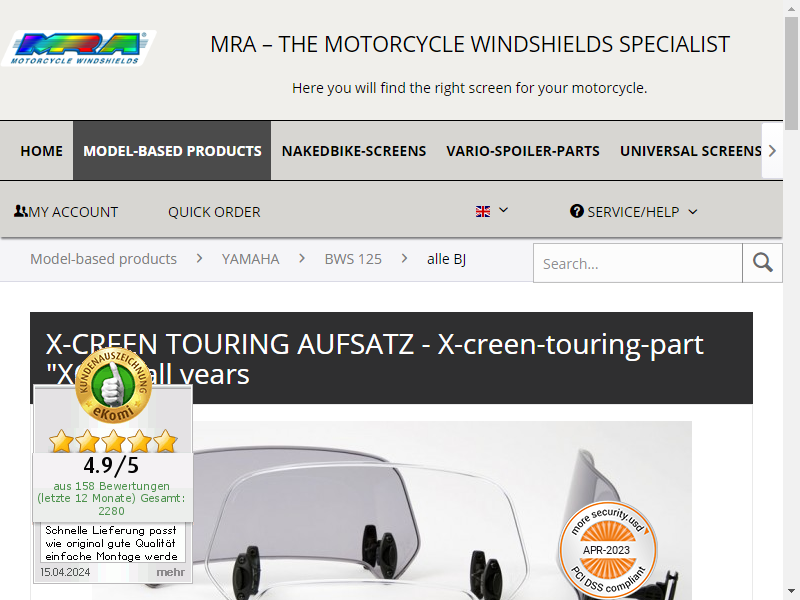 MRA
MOTORCYCLE WINDSHIELDS
MRA – THE MOTORCYCLE WINDSHIELDS SPECIALIST
Here you will find the right screen for your motorcycle.
HOME MODEL-BASED PRODUCTS NAKEDBIKE-SCREENS VARIO-SPOILER-PARTS UNIVERSAL SCREENS
MY ACCOUNT QUICK ORDER SERVICE/HELP
Model-based products YAMAHA BWS 125 alle BJ
Search...
X-CREEN TOURING AUFSATZ - X-creen-touring-part
all years
KUNDENAUSZEICHNUNG
eKomi
4.9/5
aus 158 Bewertungen
(letzte 12 Monate) Gesamt:
2280
Schnelle Lieferung passt
wie original gute Qualität
einfache Montage werde
15.04.2024 mehr
more security.usd
APR-2023
PCI DSS compliant